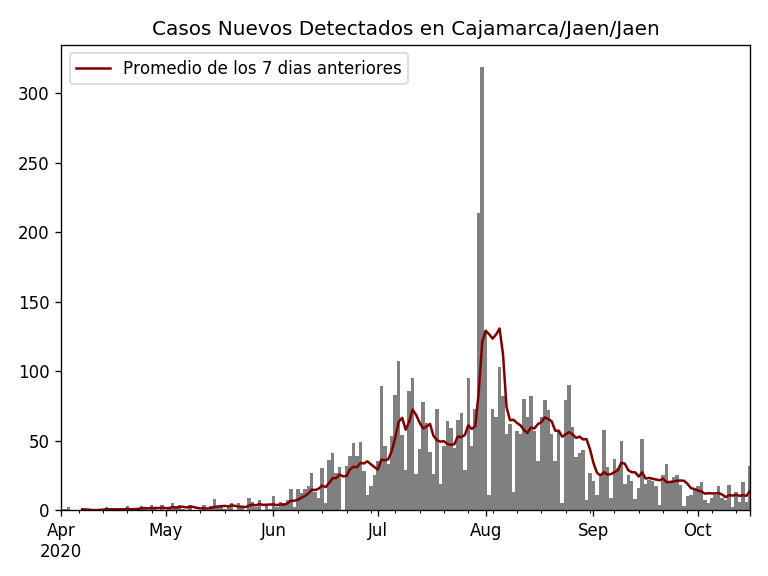 Casos Nuevos Detectados en Cajamarca/Jaen/Jaen
Promedio de los 7 dias anteriores
300
250
200
150
100
50
0
Apr May Jun Jul Aug Sep Oct
2020